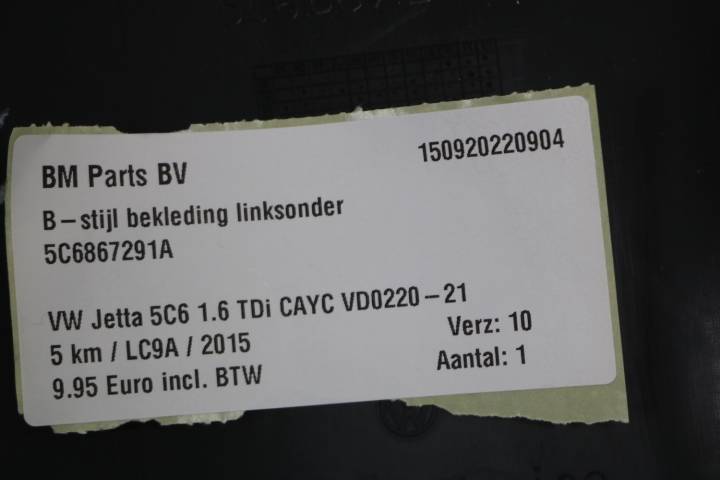 BM Parts BV
150920220904
B-stijl bekleding linksonder
5C6867291A
VW Jetta 5C6 1.6 TDi CAYC VD0220-21
5 km / LC9A / 2015
Verz: 10
9.95 Euro incl. BTW
Aantal: 1